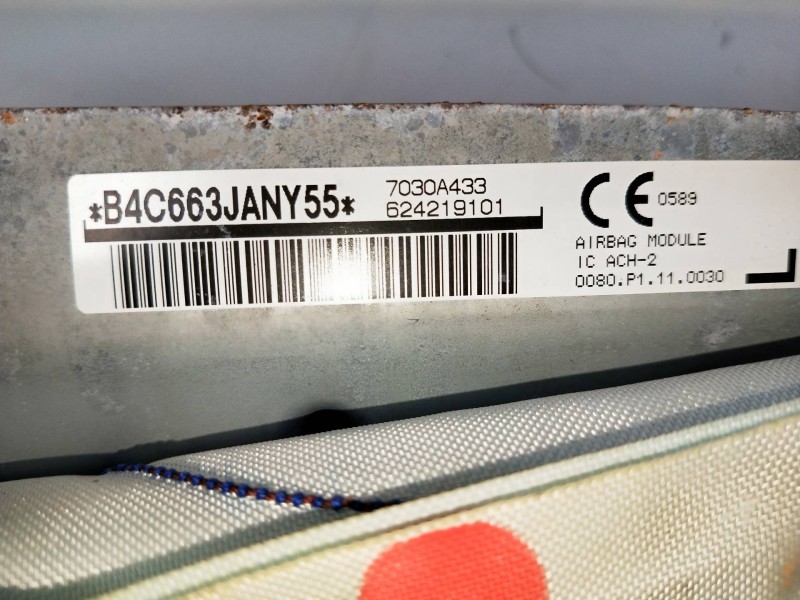 *B4C663JANY55*
7030A433
624219101
CE 0589
AIRBAG MODULE
IC ACH-2
0080.P1.11.0030